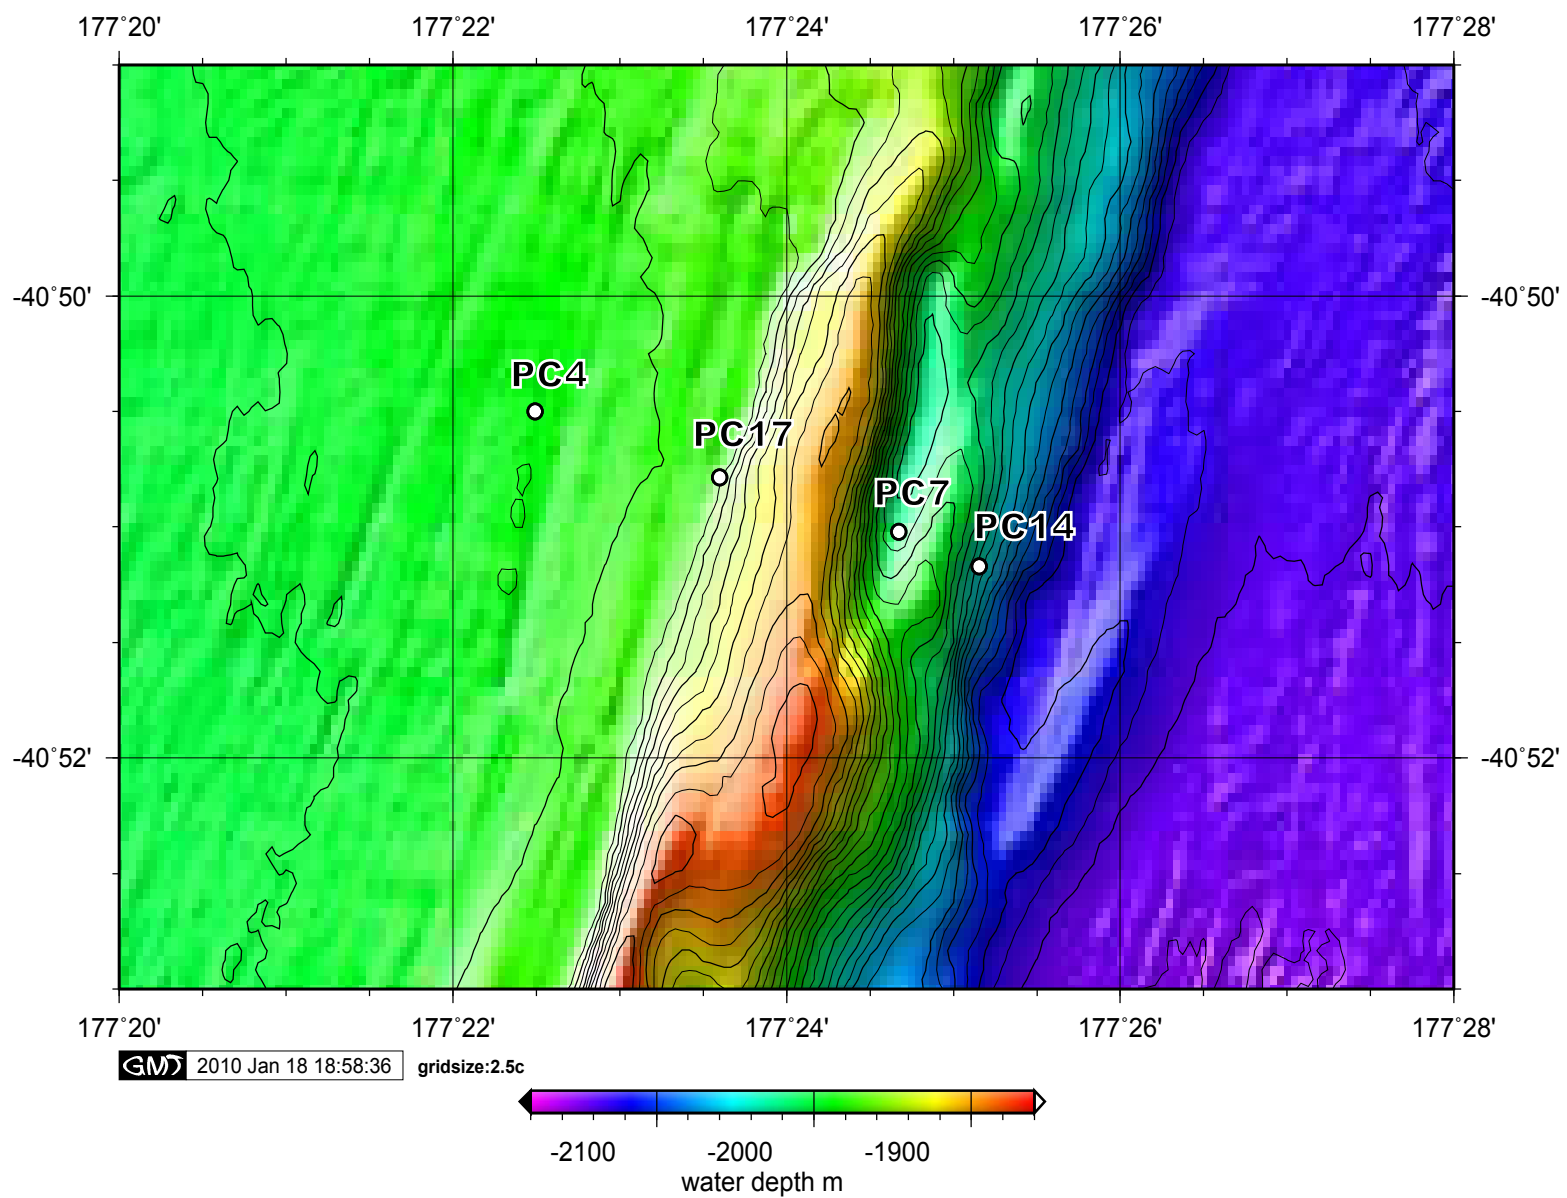 177°20' 177°22' 177°24' 177°26' 177°28'
-40°50' -40°50'
PC4
PC17
PC7
PC14
-40°52' -40°52'
177°20' 177°22' 177°24' 177°26' 177°28'
GMT 2010 Jan 18 18:58:36 gridsize:2.5c
-2100 -2000 -1900
water depth m